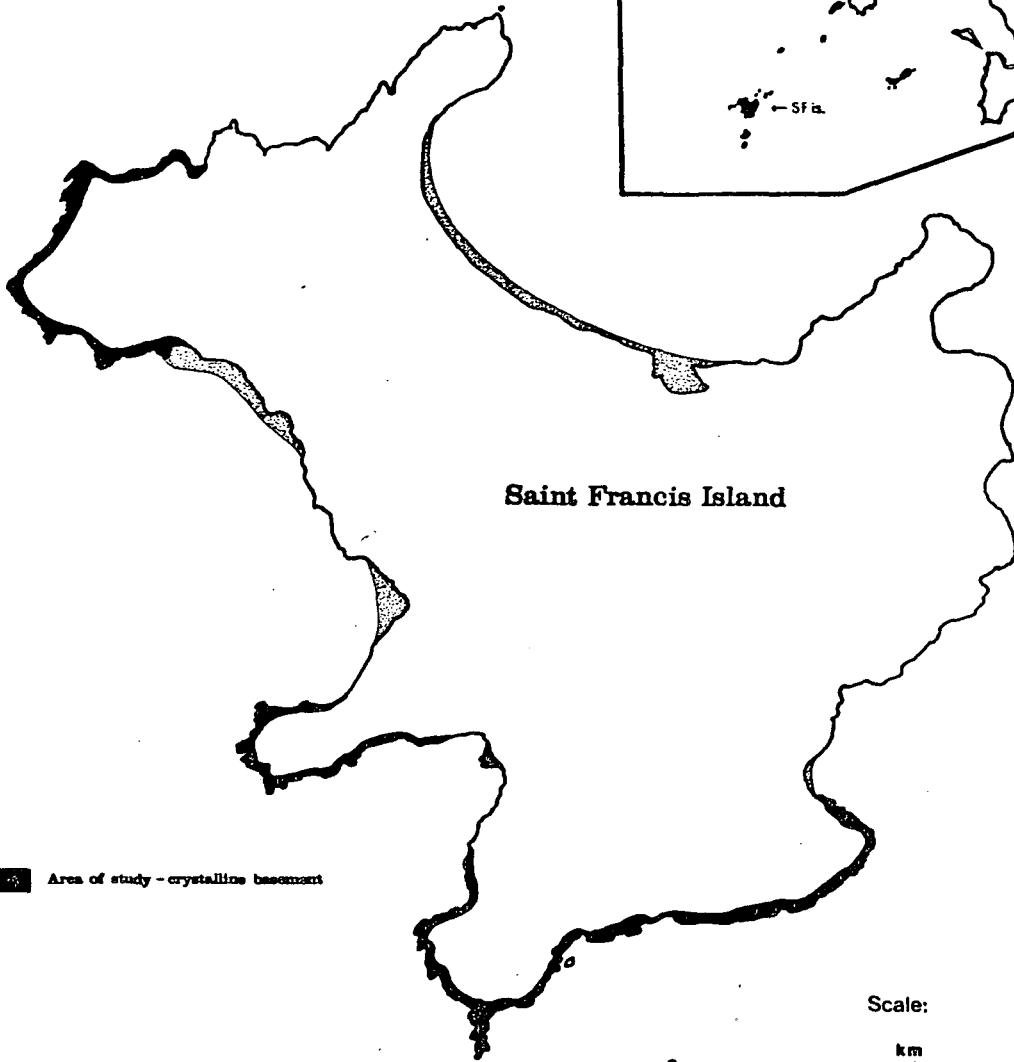 ← SF is.
Saint Francis Island
Area of study - crystalline basement
Scale:
km